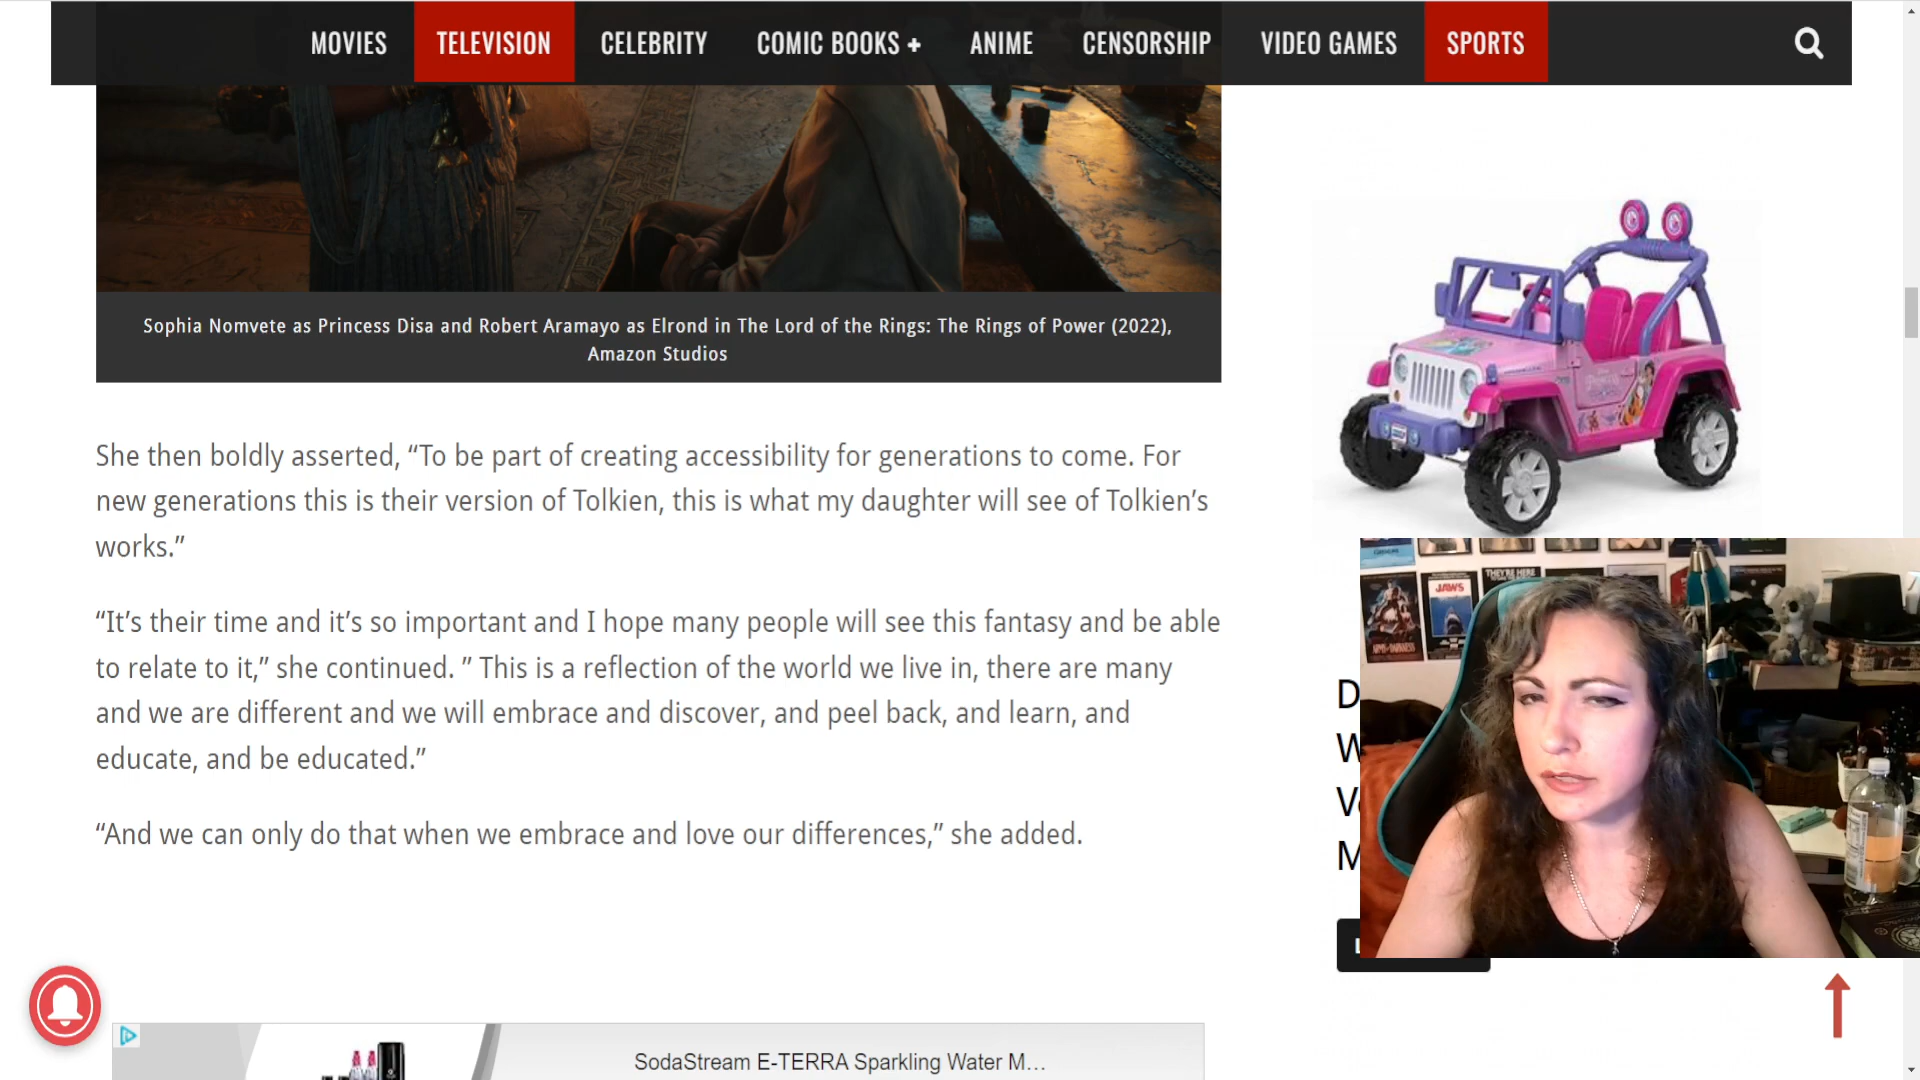 MOVIES TELEVISION CELEBRITY COMIC BOOKS + ANIME CENSORSHIP VIDEO GAMES SPORTS
Sophia Nomvete as Princess Disa and Robert Aramayo as Elrond in The Lord of the Rings: The Rings of Power (2022),
Amazon Studios
She then boldly asserted, “To be part of creating accessibility for generations to come. For
new generations this is their version of Tolkien, this is what my daughter will see of Tolkien’s
works.”
“It’s their time and it’s so important and I hope many people will see this fantasy and be able
to relate to it,” she continued. ” This is a reflection of the world we live in, there are many
and we are different and we will embrace and discover, and peel back, and learn, and
educate, and be educated.”
“And we can only do that when we embrace and love our differences,” she added.
SodaStream E-TERRA Sparkling Water M...
THEY'RE HERE
JAWS